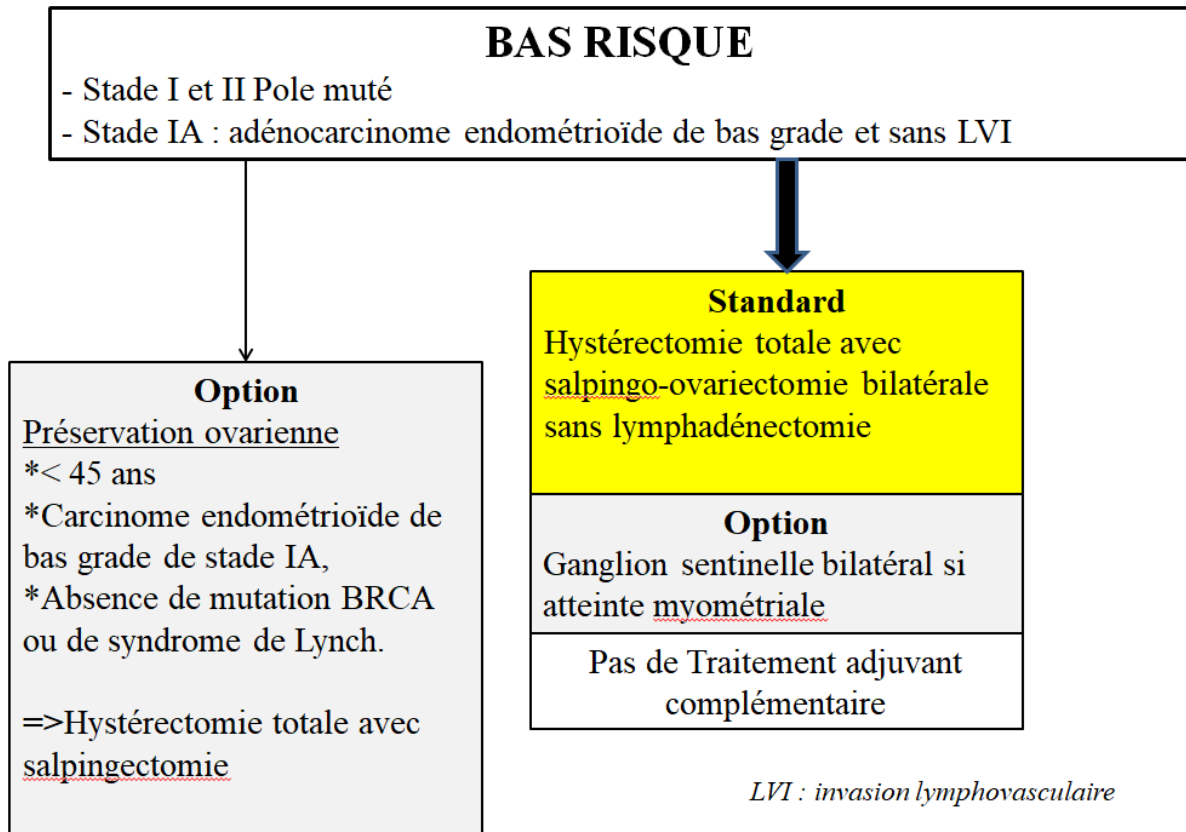 BAS RISQUE
- Stade I et II Pole muté
- Stade IA : adénocarcinome endométrioïde de bas grade et sans LVI
Option
Préservation ovarienne
*< 45 ans
*Carcinome endométrioïde de
bas grade de stade IA,
*Absence de mutation BRCA
ou de syndrome de Lynch.
=>Hystérectomie totale avec
salpingectomie
Standard
Hystérectomie totale avec
salpingo-ovariectomie bilatérale
sans lymphadénectomie
Option
Ganglion sentinelle bilatéral si
atteinte myométriale
Pas de Traitement adjuvant
complémentaire
LVI : invasion lymphovasculaire